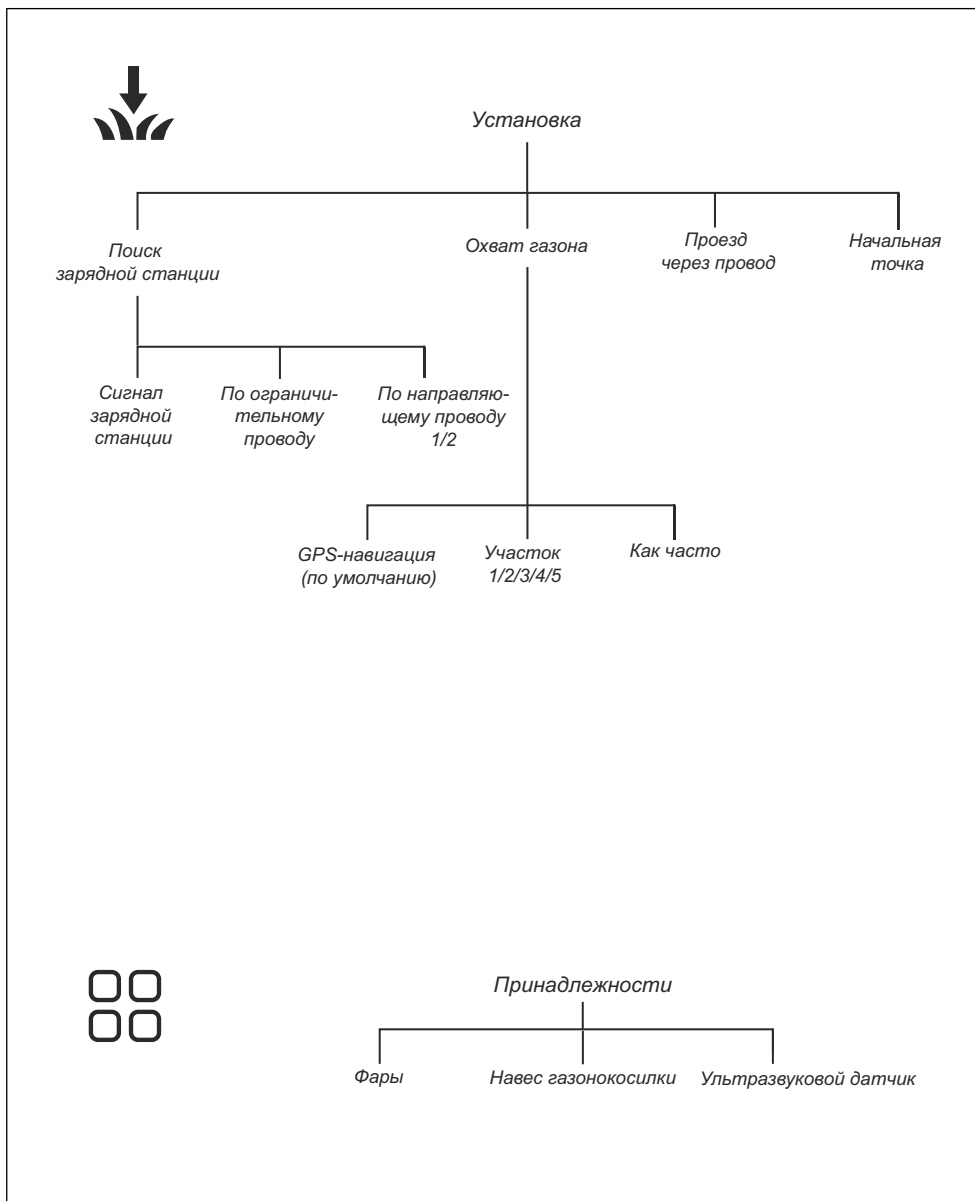 Установка
Поиск
зарядной станции
Охват газона
Проезд
через провод
Начальная
точка
Сигнал
зарядной
станции
По ограничи-
тельному
проводу
По направляю-
щему проводу
1/2
GPS-навигация
(по умолчанию)
Участок
1/2/3/4/5
Как часто
Принадлежности
Фары
Навес газонокосилки
Ультразвуковой датчик